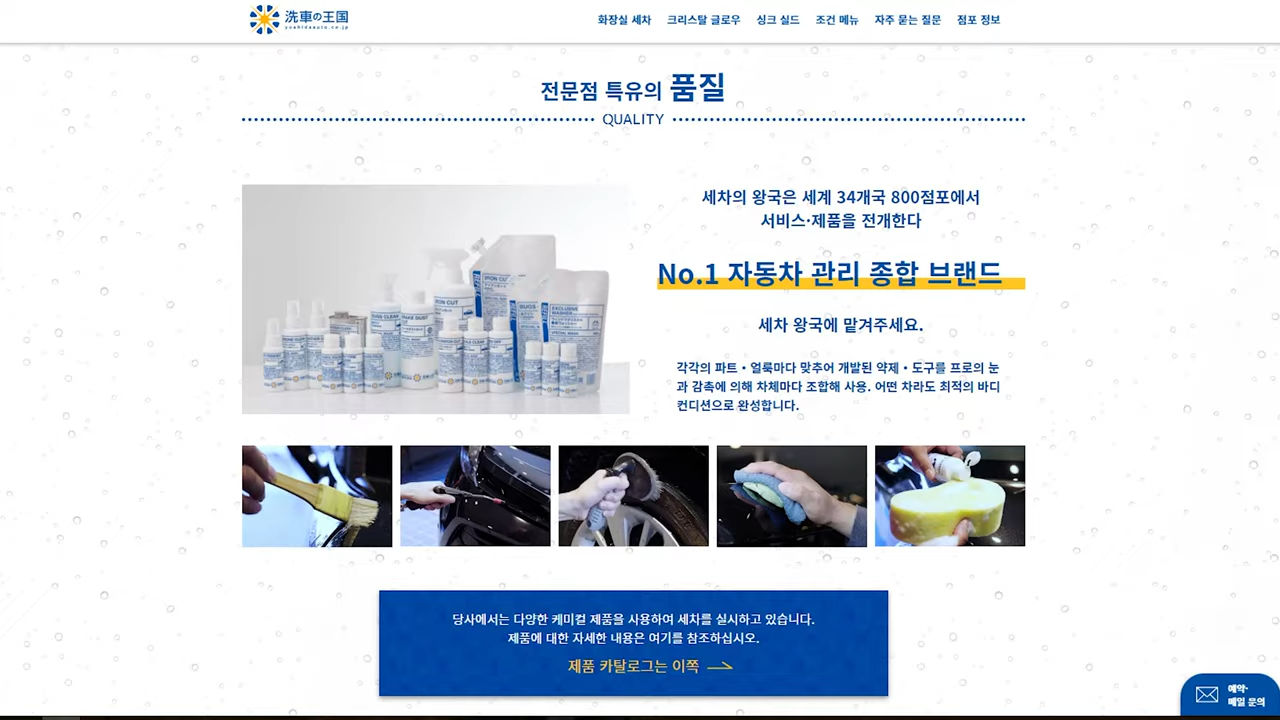 洗車の王国
화장실 세차 크리스탈 글로우 싱크 실드 조건 메뉴 자주 묻는 질문 점포 정보
전문점 특유의 품질
QUALITY
세차의 왕국은 세계 34개국 800점포에서
서비스·제품을 전개한다
No.1 자동차 관리 종합 브랜드
세차 왕국에 맡겨주세요.
각각의 파트・얼룩마다 맞추어 개발된 약제・도구를 프로의 눈
과 감촉에 의해 차체마다 조합해 사용. 어떤 차라도 최적의 바디
컨디션으로 완성합니다.
IRON CUT
IRON CUT
BUGS
EXCLUSIVE
당사에서는 다양한 케미컬 제품을 사용하여 세차를 실시하고 있습니다.
제품에 대한 자세한 내용은 여기를 참조하십시오.
제품 카탈로그는 이쪽
예약·
메일 문의